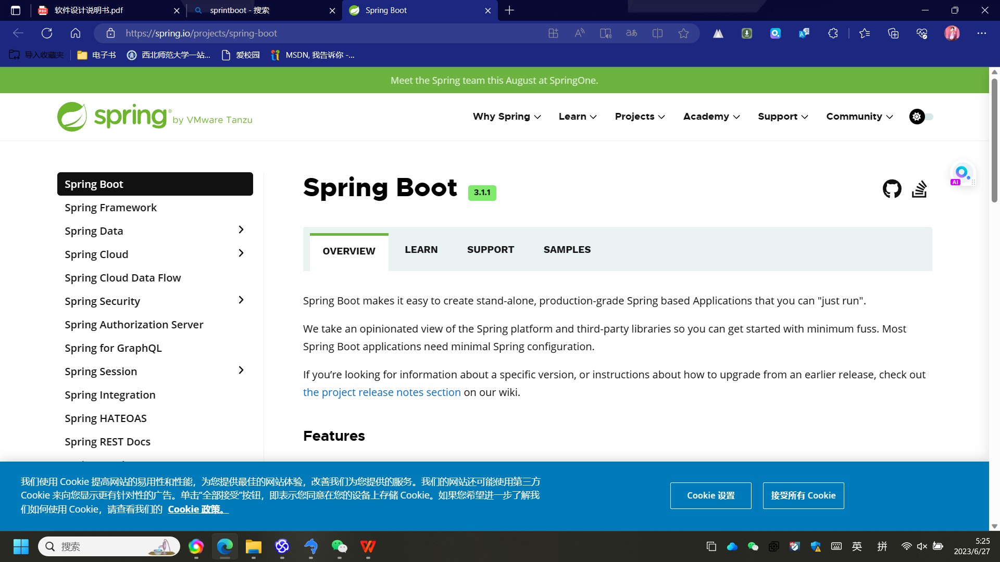 软件设计说明书.pdf
sprintboot - 搜索
Spring Boot
https://spring.io/projects/spring-boot
导入收藏夹
电子书
西北师范大学一站...
爱校园
MSDN, 我告诉你 -...
Meet the Spring team this August at SpringOne.
spring® by VMware Tanzu
Why Spring
Learn
Projects
Academy
Support
Community
Spring Boot
Spring Framework
Spring Data
Spring Cloud
Spring Cloud Data Flow
Spring Security
Spring Authorization Server
Spring for GraphQL
Spring Session
Spring Integration
Spring HATEOAS
Spring REST Docs
Spring Boot 3.1.1
AI
OVERVIEW
LEARN
SUPPORT
SAMPLES
Spring Boot makes it easy to create stand-alone, production-grade Spring based Applications that you can "just run".
We take an opinionated view of the Spring platform and third-party libraries so you can get started with minimum fuss. Most
Spring Boot applications need minimal Spring configuration.
If you’re looking for information about a specific version, or instructions about how to upgrade from an earlier release, check out
the project release notes section on our wiki.
Features
我们使用 Cookie 提高网站的易用性和性能，为您提供最佳的网站体验，改善我们为您提供的服务。我们的网站还可能使用第三方
Cookie 来向您显示更有针对性的广告。单击“全部接受”按钮，即表示您同意在您的设备上存储 Cookie。如果您希望进一步了解我
们如何使用 Cookie，请查看我们的 Cookie 政策。
Cookie 设置
接受所有 Cookie
搜索
英
拼
5:25
2023/6/27